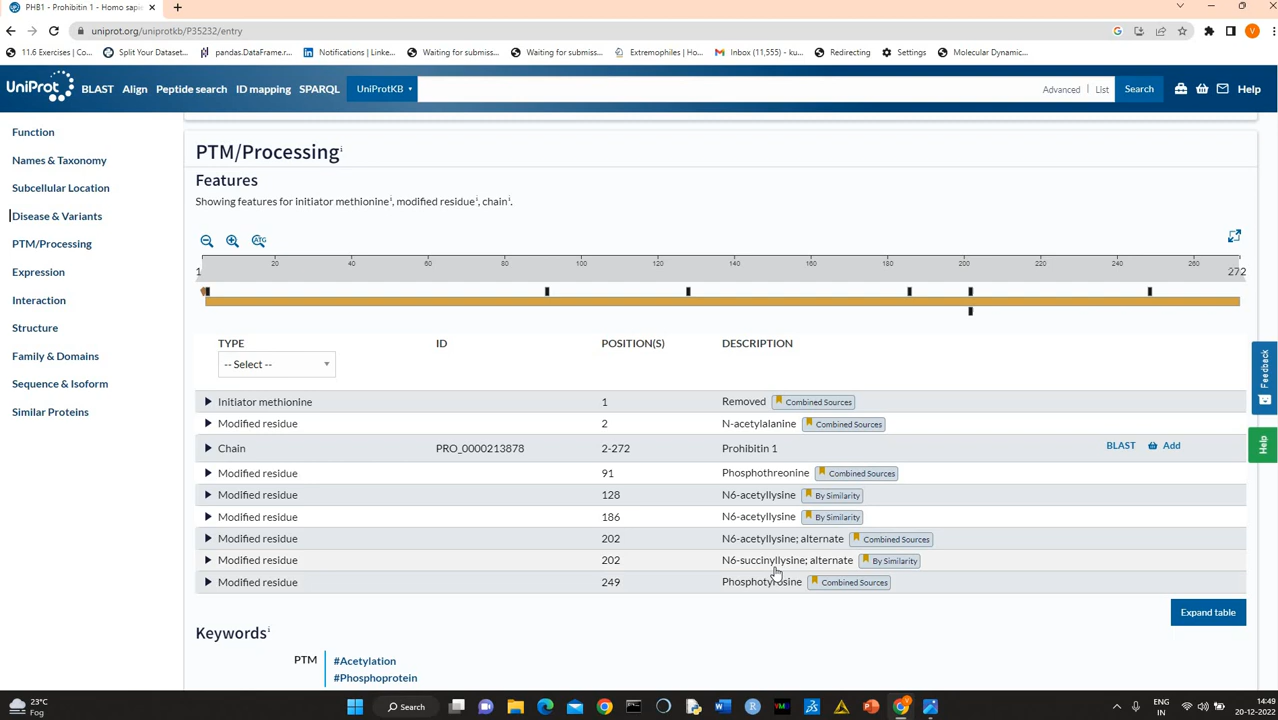 PHB1 - Prohibitin 1 - Homo sapie
uniprot.org/uniprotkb/P35232/entry
11.6 Exercises | Co... Split Your Dataset... pandas.DataFrame.r... Notifications | Linke... Waiting for submiss... Waiting for submiss... Extremophiles | Ho... Inbox (11,555) - ku... Redirecting Settings Molecular Dynamic...
UniProt BLAST Align Peptide search ID mapping SPARQL UniProtKB Advanced | List Search Help
Function
Names & Taxonomy
Subcellular Location
Disease & Variants
PTM/Processing
Expression
Interaction
Structure
Family & Domains
Sequence & Isoform
Similar Proteins
PTM/Processing i
Features
Showing features for initiator methionine i, modified residue i, chain i.
ATG
20 40 60 80 100 120 140 160 180 200 220 240 260
1 272
TYPE ID POSITION(S) DESCRIPTION
-- Select --
Initiator methionine 1 Removed Combined Sources
Modified residue 2 N-acetylalanine Combined Sources
Chain PRO_0000213878 2-272 Prohibitin 1 BLAST Add
Modified residue 91 Phosphothreonine Combined Sources
Modified residue 128 N6-acetyllysine By Similarity
Modified residue 186 N6-acetyllysine By Similarity
Modified residue 202 N6-acetyllysine; alternate Combined Sources
Modified residue 202 N6-succinyllysine; alternate By Similarity
Modified residue 249 Phosphotyrosine Combined Sources
Expand table
Keywords i
PTM #Acetylation
#Phosphoprotein
Feedback
Help
23°C
Fog
Search
ENG
IN
14:49
20-12-2022